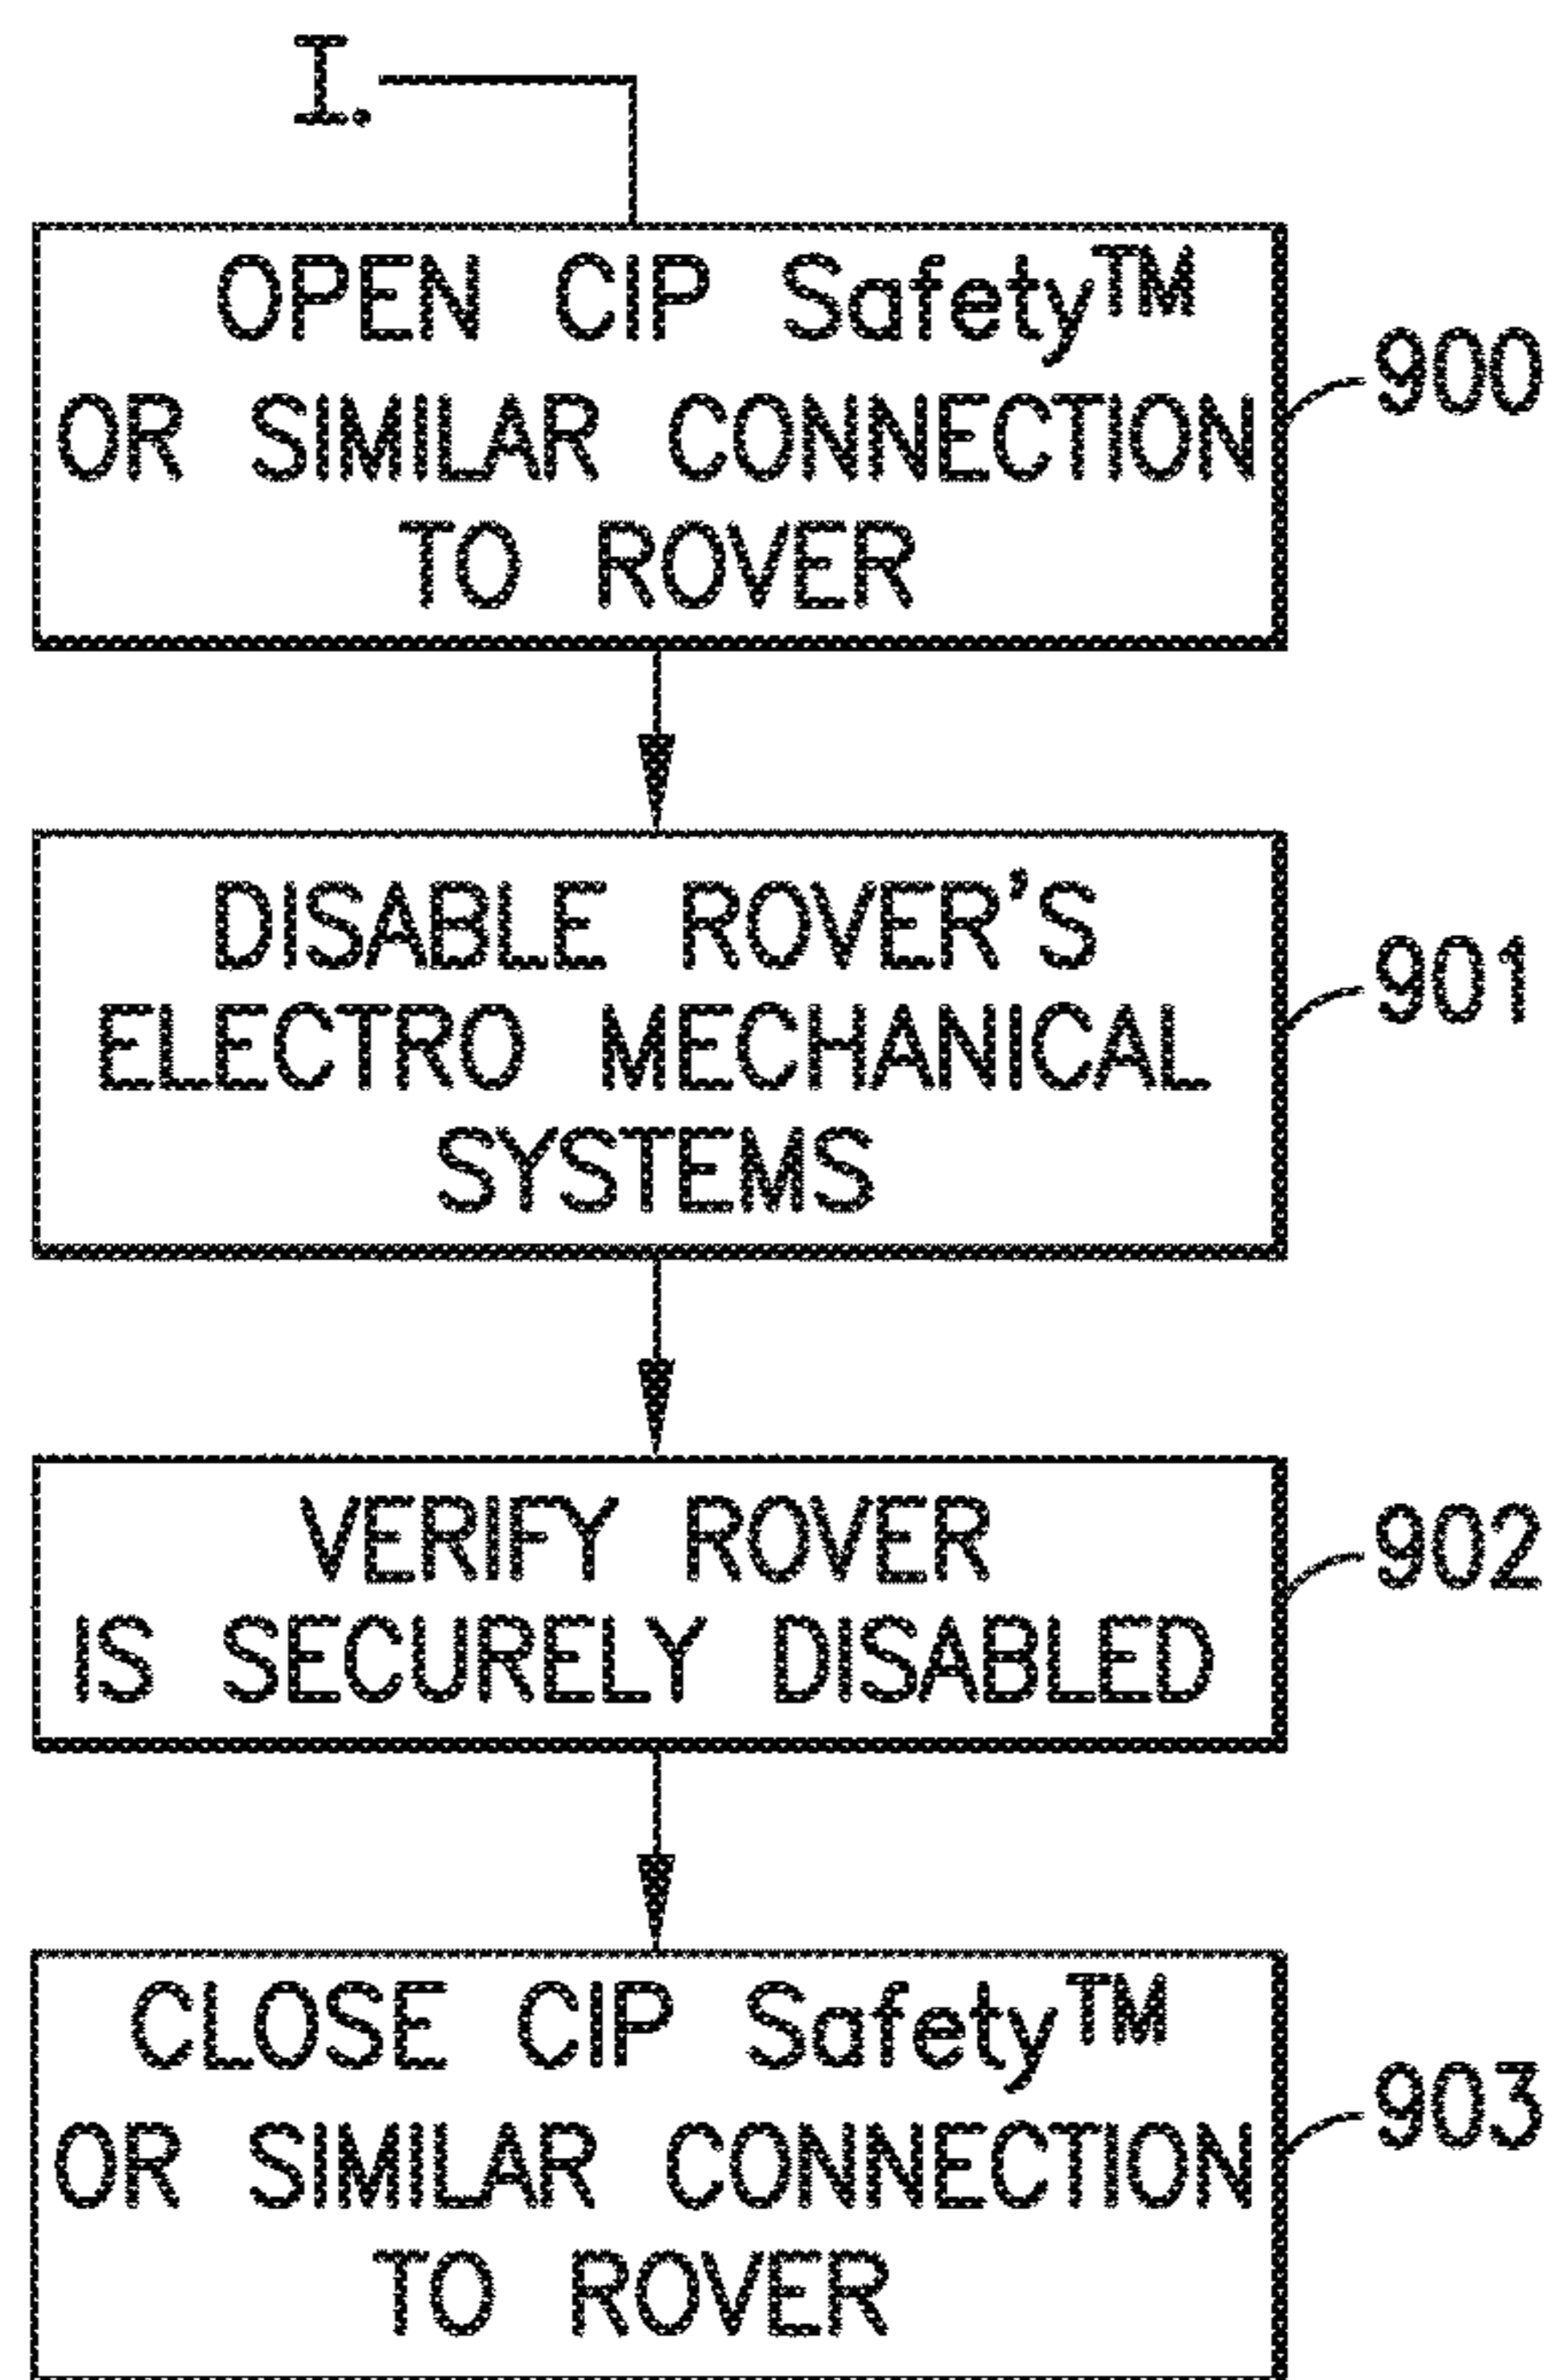 I.
OPEN CIP Safety™
OR SIMILAR CONNECTION
TO ROVER
900
DISABLE ROVER'S
ELECTRO MECHANICAL
SYSTEMS
901
VERIFY ROVER
IS SECURELY DISABLED
902
CLOSE CIP Safety™
OR SIMILAR CONNECTION
TO ROVER
903